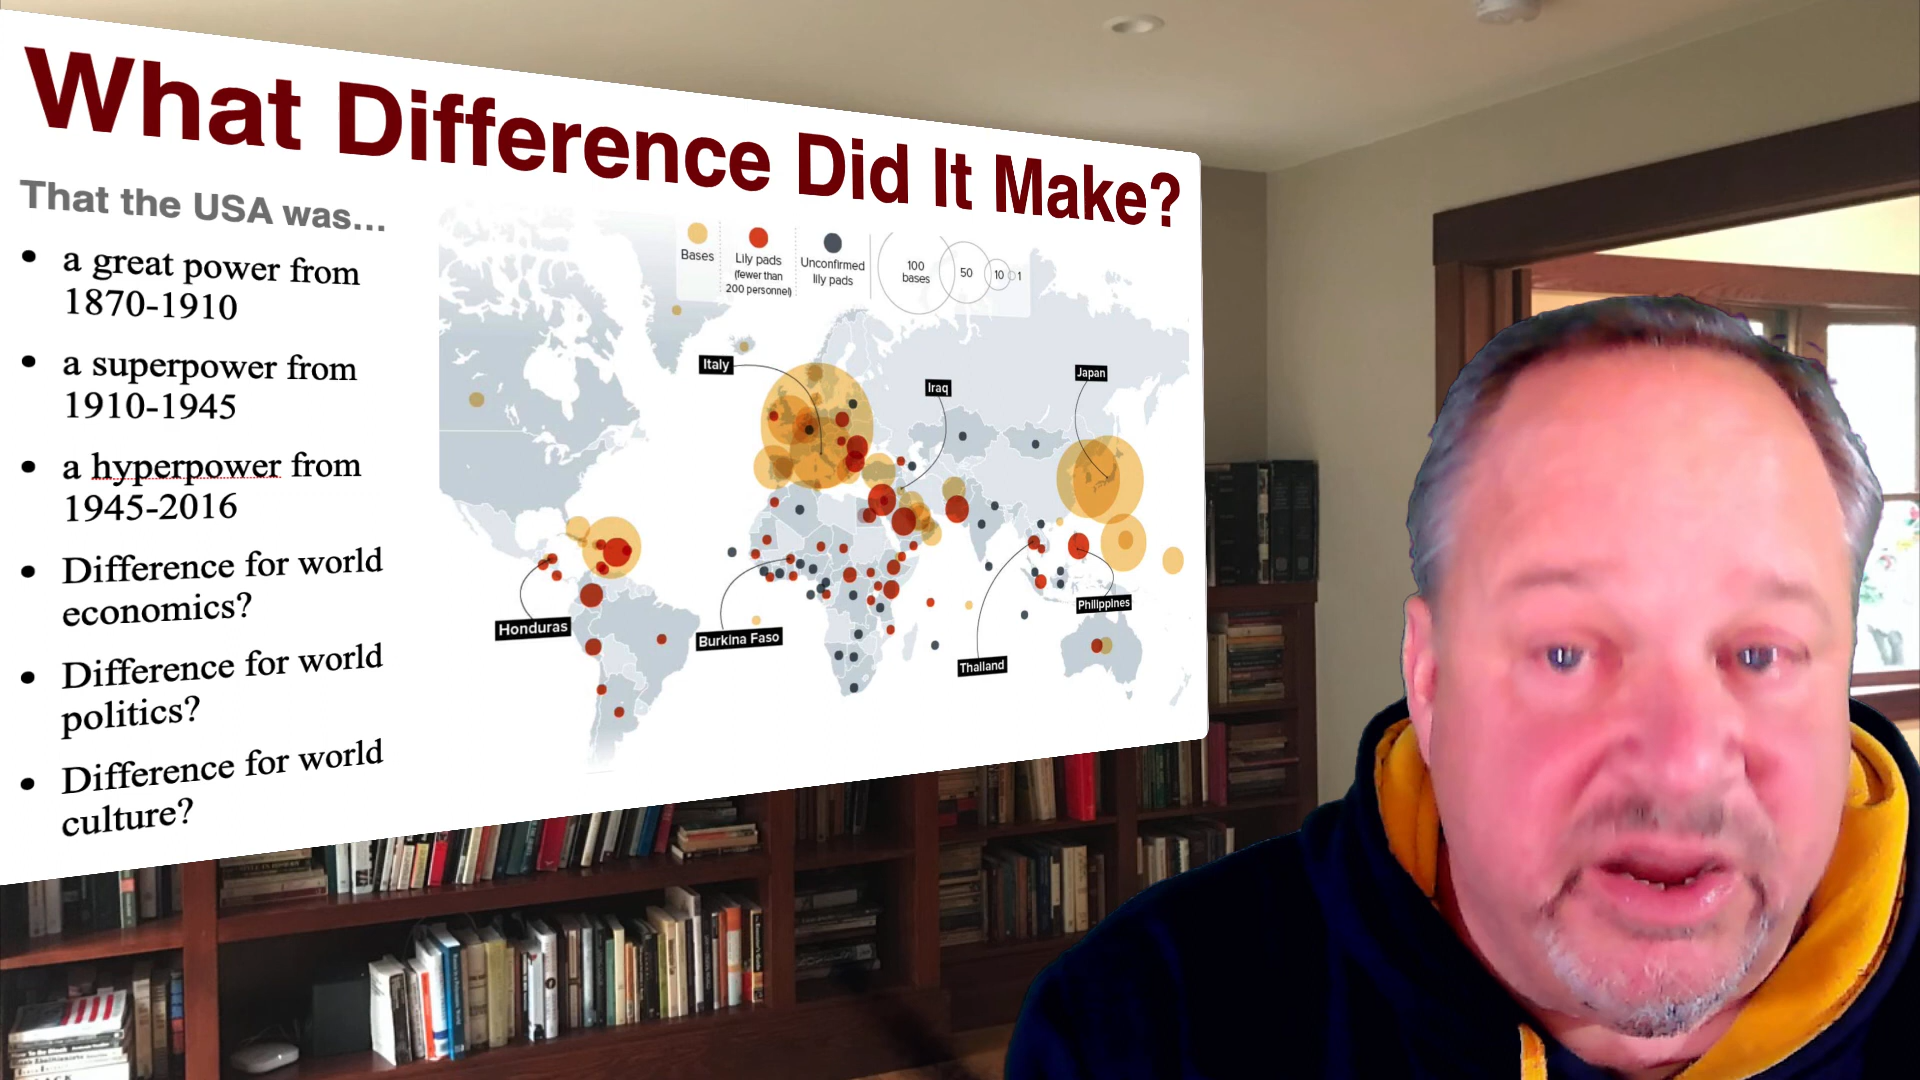 What Difference Did It Make?
That the USA was...
• a great power from
1870-1910
• a superpower from
1910-1945
• a hyperpower from
1945-2016
• Difference for world
economics?
• Difference for world
politics?
• Difference for world
culture?
Bases
Lily pads
(fewer than
200 personnel)
Unconfirmed
lily pads
100
bases
50
10
1
Italy
Iraq
Japan
Honduras
Burkina Faso
Thailand
Philippines